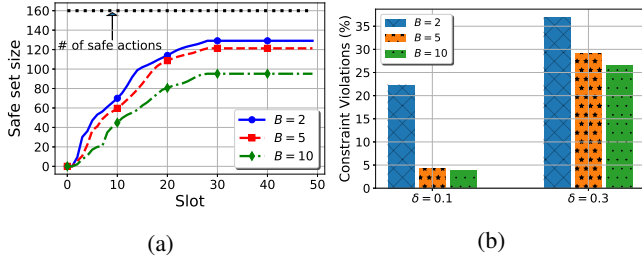 160
140
120
100
80
60
40
20
0
Safe set size
# of safe actions
B = 2
B = 5
B = 10
0 10 20 30 40 50
Slot
(a)
35
30
25
20
15
10
5
0
Constraint Violations (%)
B = 2
B = 5
B = 10
δ = 0.1 δ = 0.3
(b)